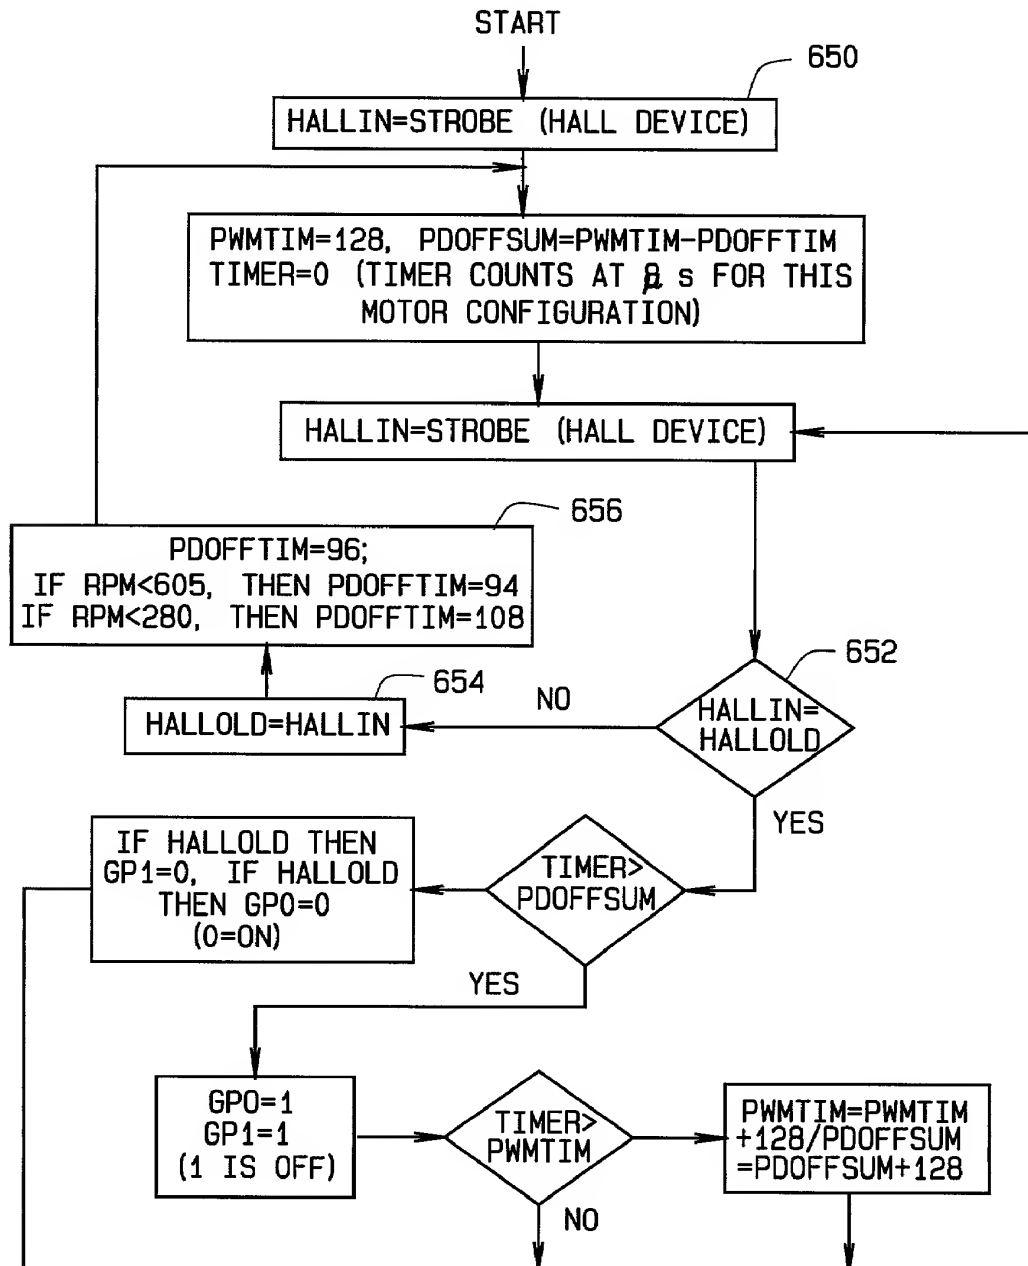 START
650
HALLIN=STROBE (HALL DEVICE)
PWMTIM=128, PDOFFSUM=PWMTIM-PDOFFTIM
TIMER=0 (TIMER COUNTS AT s FOR THIS
MOTOR CONFIGURATION)
HALLIN=STROBE (HALL DEVICE)
656
PDOFFTIM=96;
IF RPM<605, THEN PDOFFTIM=94
IF RPM<280, THEN PDOFFTIM=108
654
HALLOLD=HALLIN
NO
652
HALLIN=
HALLOLD
YES
IF HALLOLD THEN
GP1=0, IF HALLOLD
THEN GP0=0
(0=ON)
TIMER>
PDOFFSUM
YES
GP0=1
GP1=1
(1 IS OFF)
TIMER>
PWMTIM
PWMTIM=PWMTIM
+128/PDOFFSUM
=PDOFFSUM+128
NO